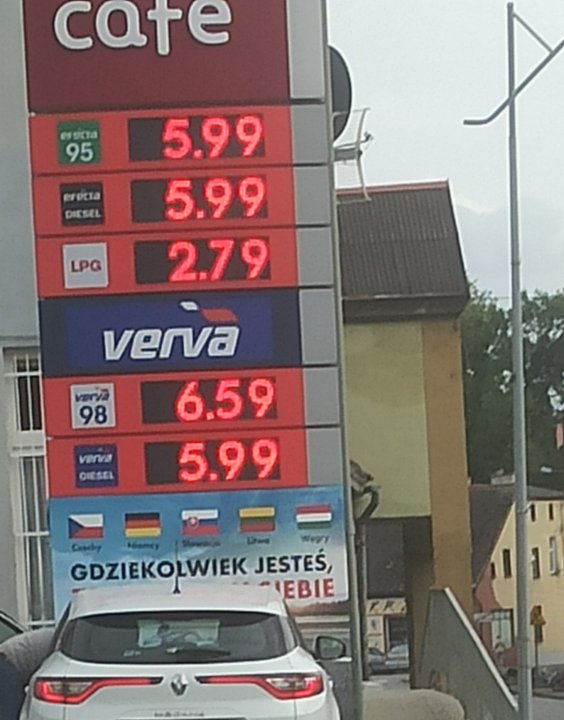 cafe
efecta
95
5.99
efecta
DIESEL
5.99
LPG
2.79
verva
verva
98
6.59
verva
DIESEL
5.99
Czechy Niemcy Słowacja Litwa Węgry
GDZIEKOLWIEK JESTEŚ,
CIEBIE